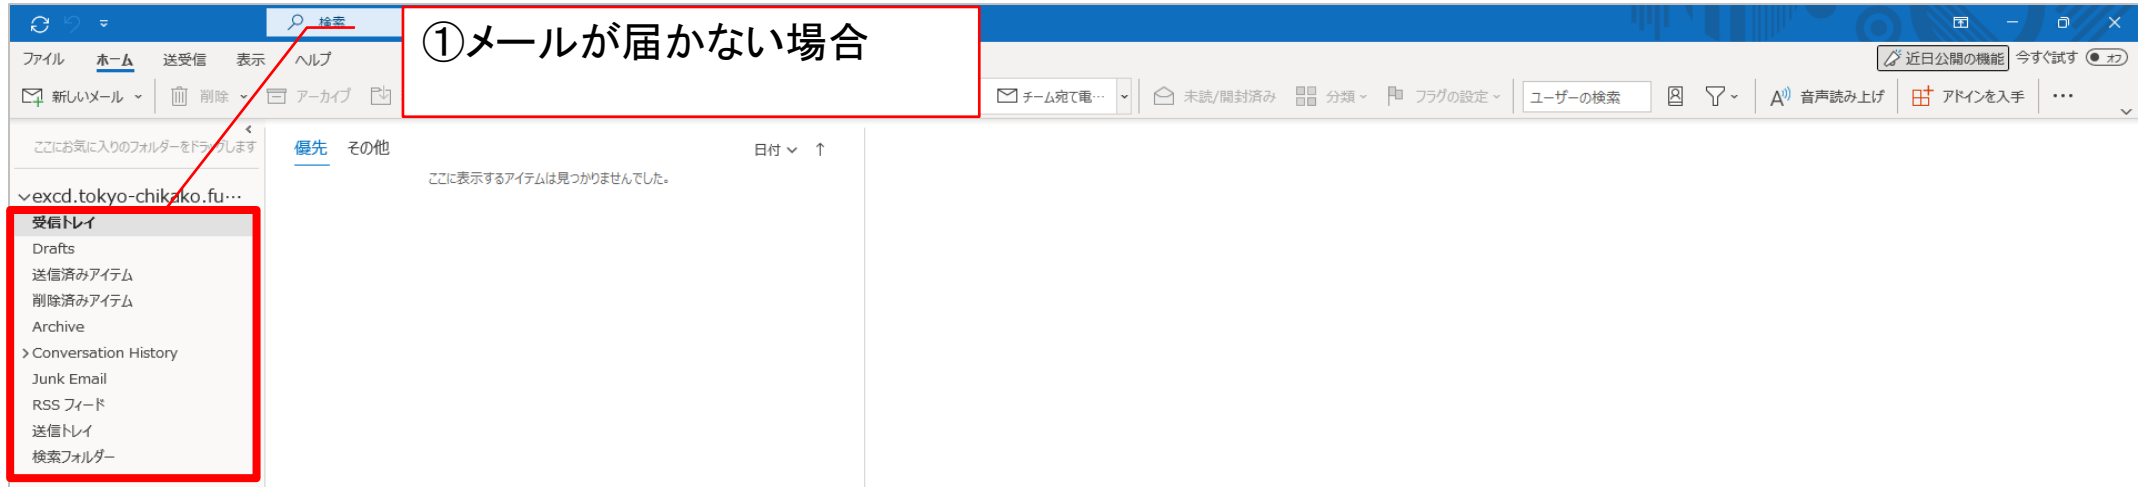 検索
①メールが届かない場合
ファイル ホーム 送受信 表示 ヘルプ
近日公開の機能 今すぐ試す オフ
新しいメール 削除 アーカイブ チーム宛て電… 未読/開封済み 分類 フラグの設定 ユーザーの検索 音声読み上げ アドインを入手 …
ここにお気に入りのフォルダーをドラッグします
優先 その他 日付 ↑
ここに表示するアイテムは見つかりませんでした。
excd.tokyo-chikako.fu…
受信トレイ
Drafts
送信済みアイテム
削除済みアイテム
Archive
Conversation History
Junk Email
RSS フィード
送信トレイ
検索フォルダー